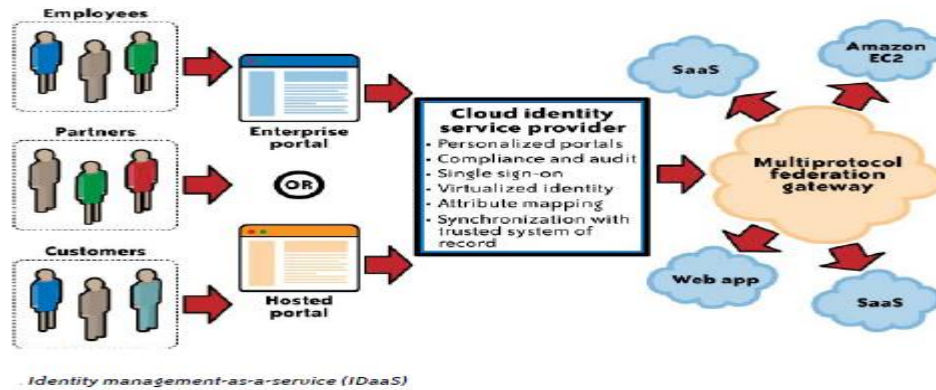 Employees
Partners
Customers
Enterprise
portal
OR
Hosted
portal
Cloud identity
service provider
• Personalized portals
• Compliance and audit
• Single sign-on
• Virtualized identity
• Attribute mapping
• Synchronization with
trusted system of
record
SaaS
Amazon
EC2
Multiprotocol
federation
gateway
Web app
SaaS
. Identity management-as-a-service (IDaaS)